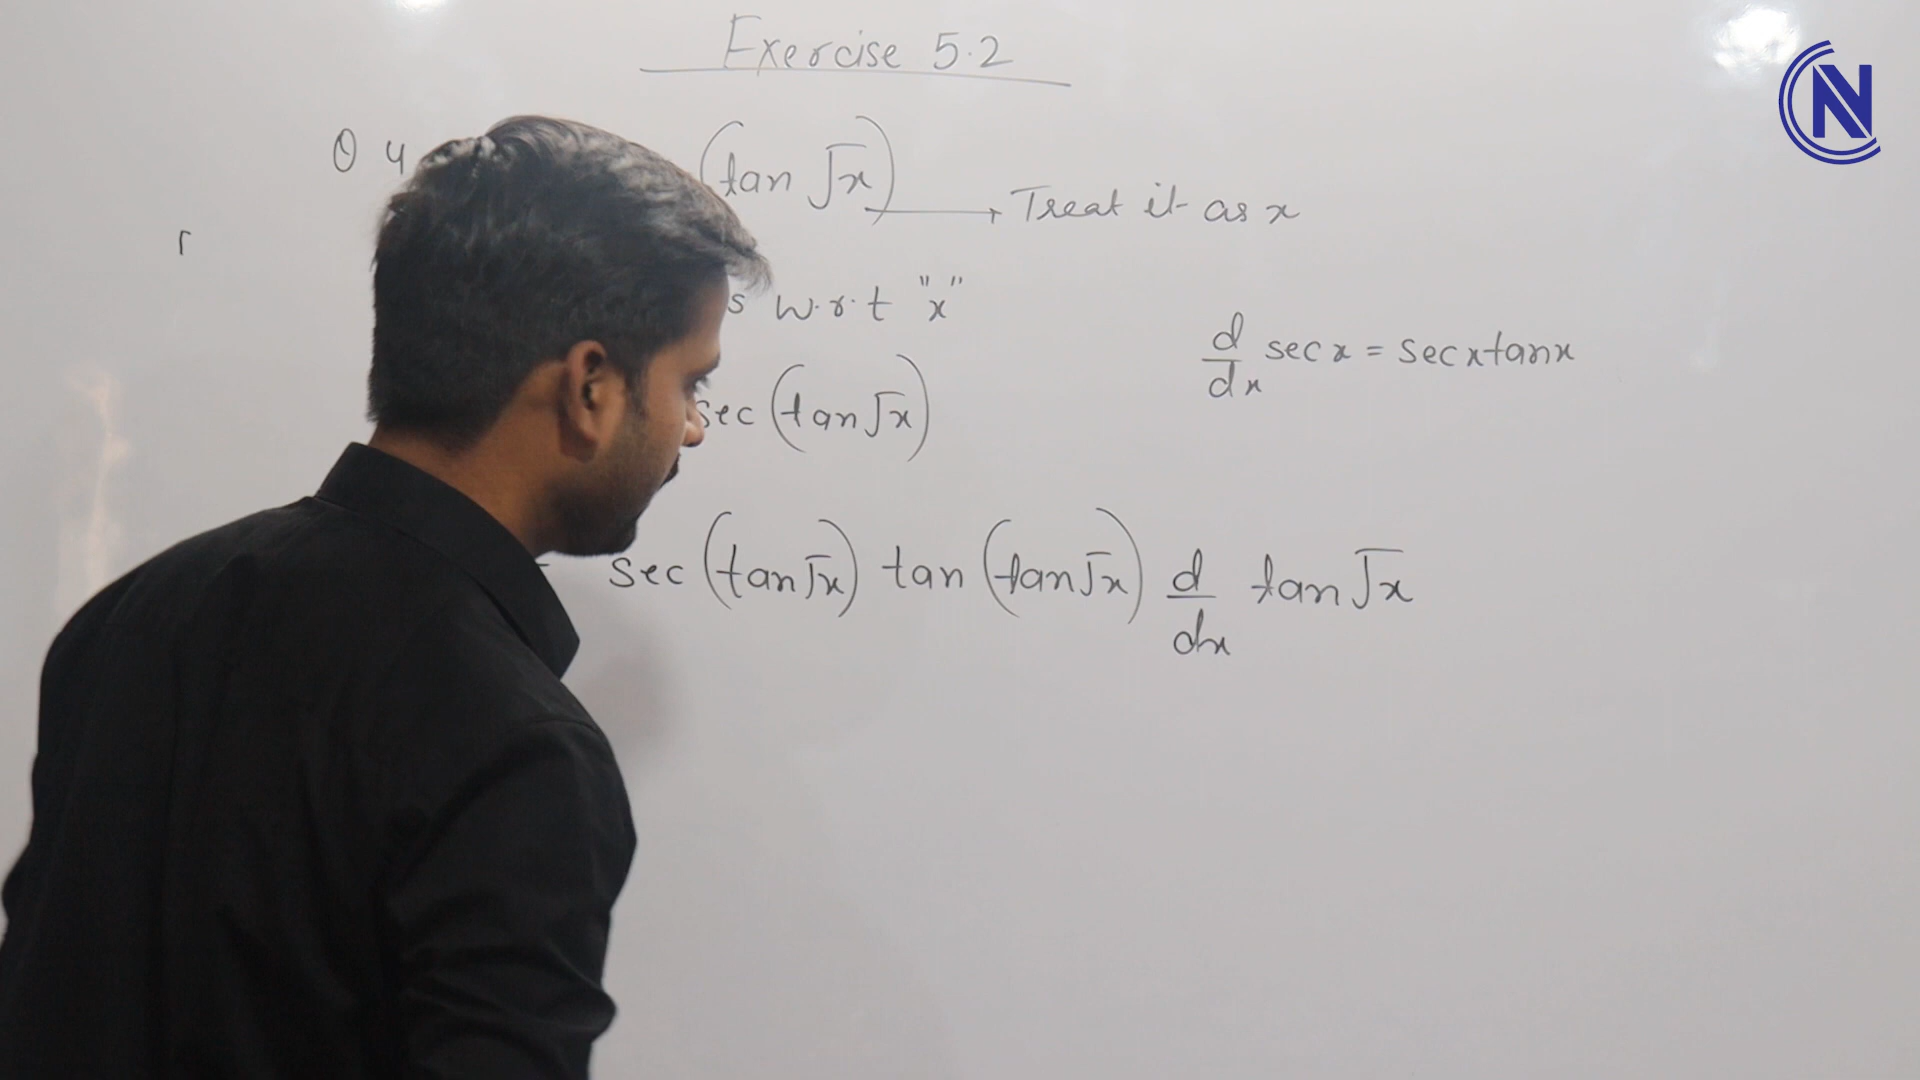 Exercise 5.2
Q 4 (tan √x) → Treat it as x
s w.r.t "x"
d/dx sec x = sec x tan x
sec (tan √x)
sec (tan √x) tan (tan √x) d/dx tan √x
N